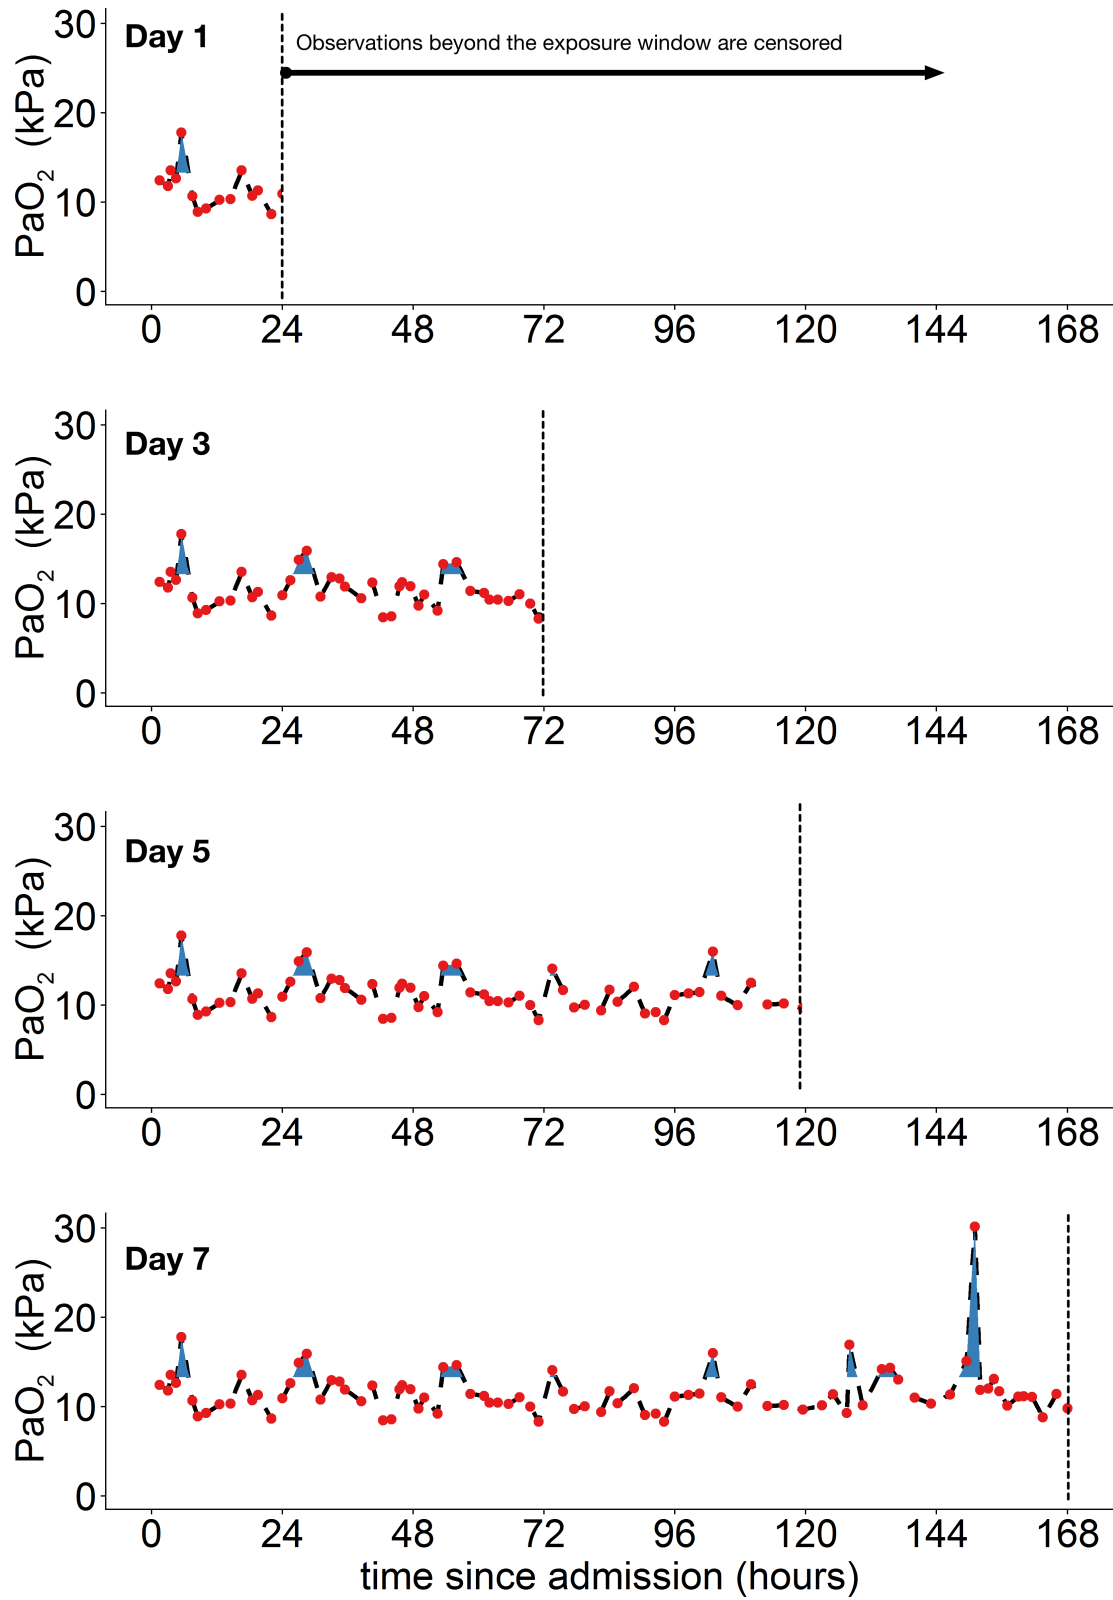 Day 1
Observations beyond the exposure window are censored
PaO2 (kPa)
30
20
10
0
0 24 48 72 96 120 144 168
Day 3
PaO2 (kPa)
30
20
10
0
0 24 48 72 96 120 144 168
Day 5
PaO2 (kPa)
30
20
10
0
0 24 48 72 96 120 144 168
Day 7
PaO2 (kPa)
30
20
10
0
0 24 48 72 96 120 144 168
time since admission (hours)